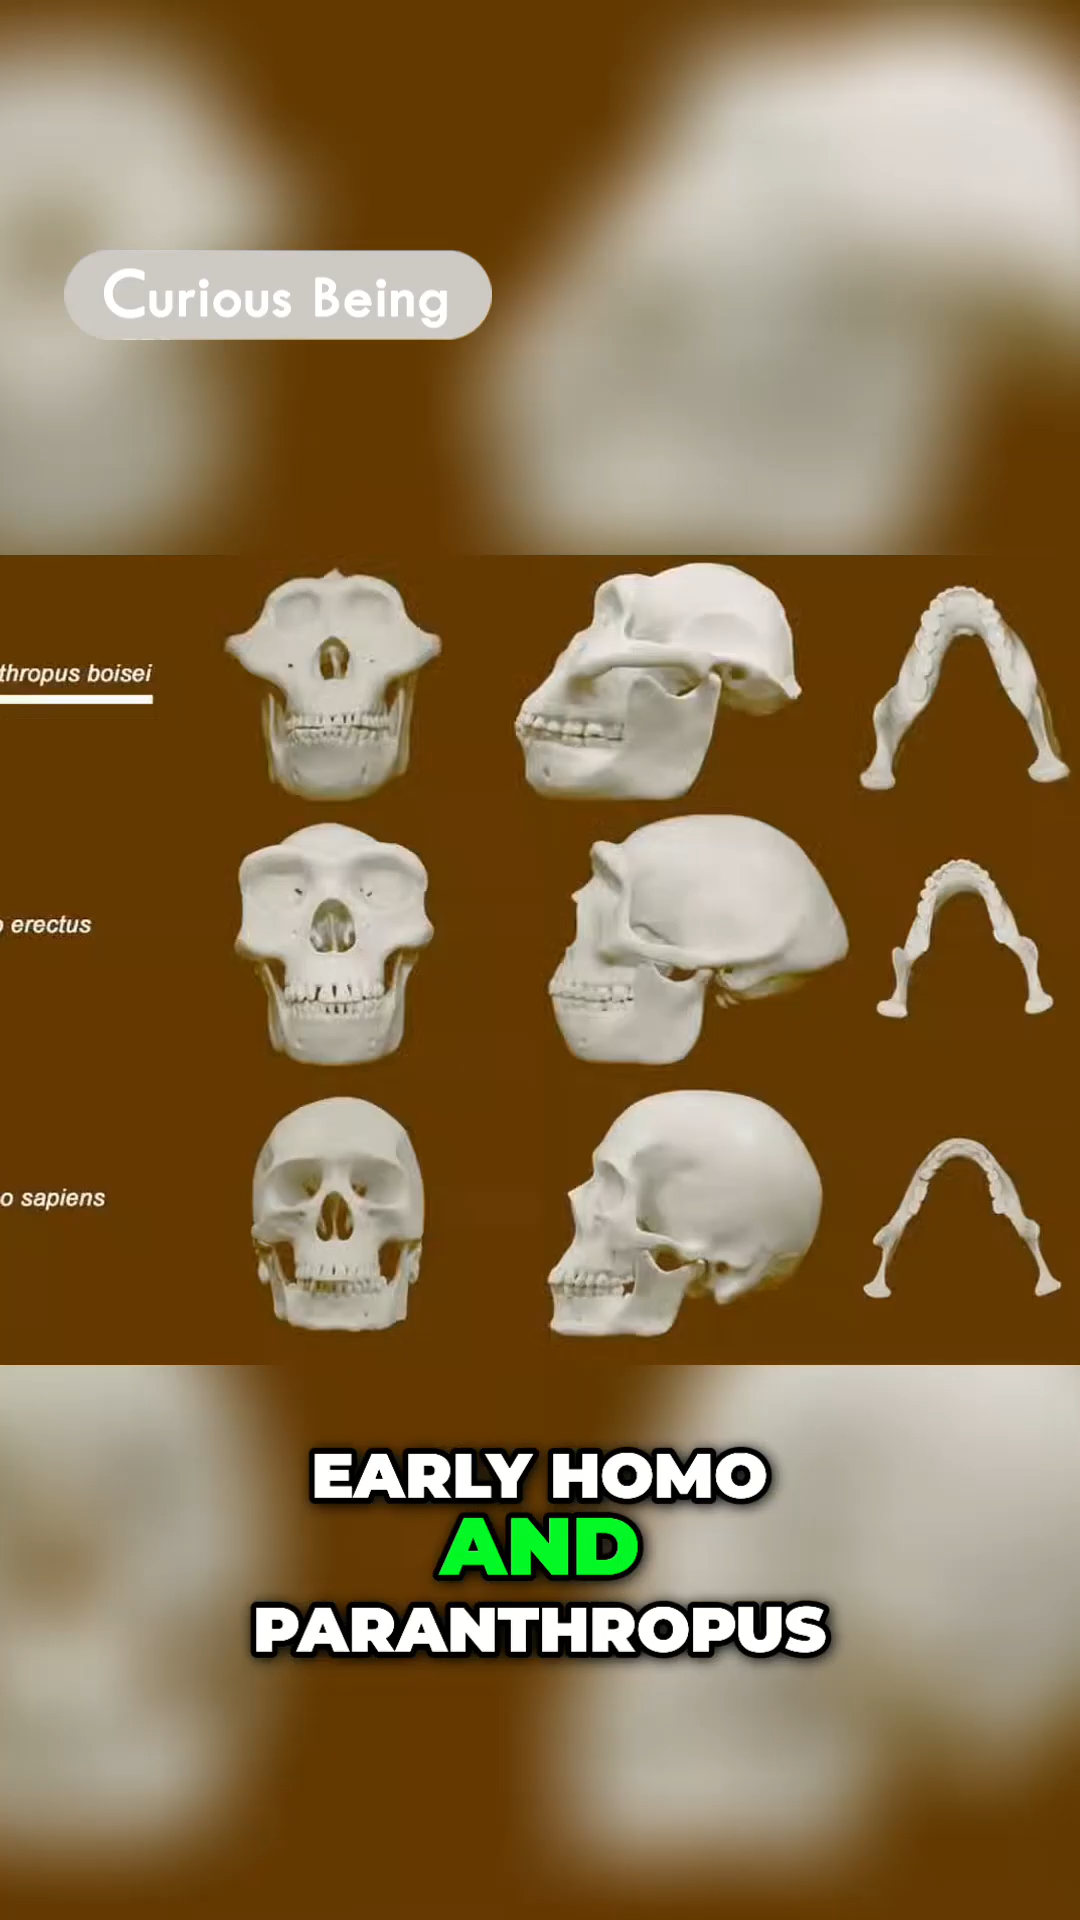 Curious Being
thropus boisei
erectus
o sapiens
EARLY HOMO
AND
PARANTHROPUS